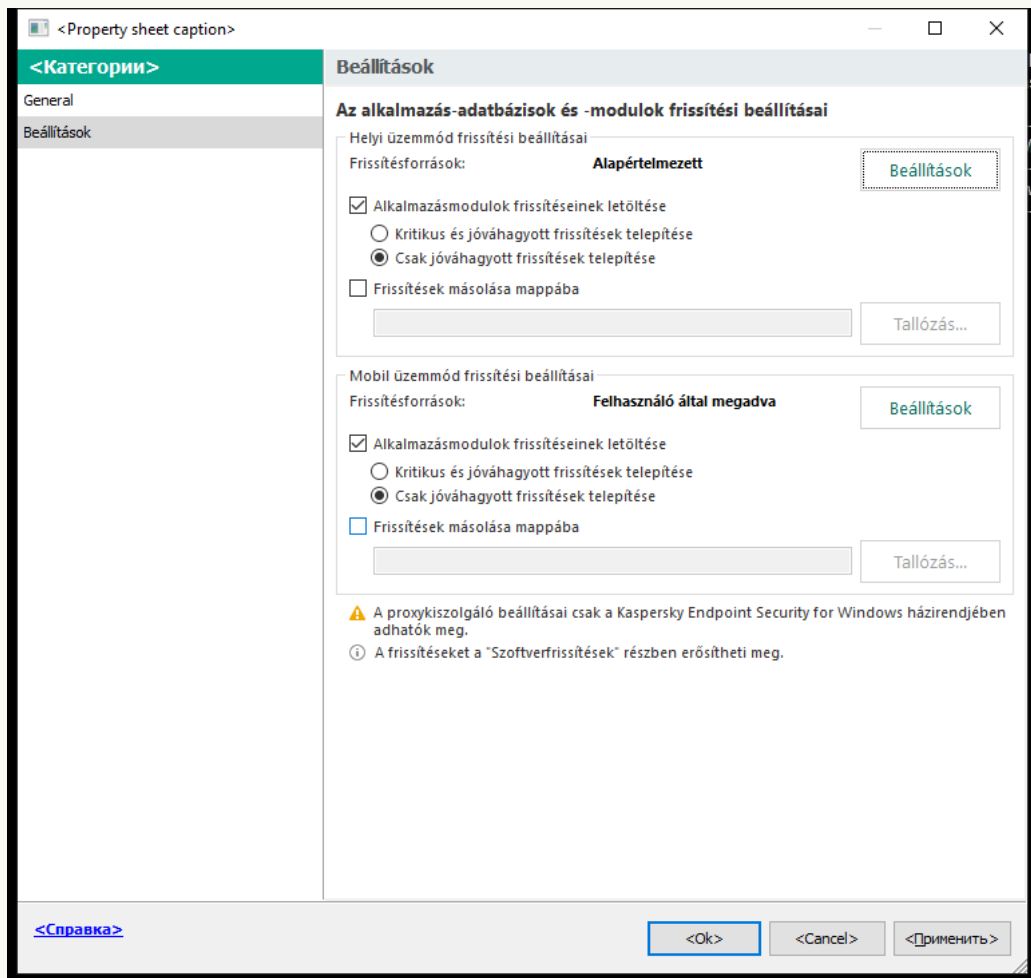 <Property sheet caption>
<Категории>
General
Beállítások
Beállítások
Az alkalmazás-adatbázisok és -modulok frissítési beállításai
Helyi üzemmód frissítési beállításai
Frissítésforrások: Alapértelmezett Beállítások
Alkalmazásmodulok frissítéseinek letöltése
Kritikus és jóváhagyott frissítések telepítése
Csak jóváhagyott frissítések telepítése
Frissítések másolása mappába
Tallózás...
Mobil üzemmód frissítési beállításai
Frissítésforrások: Felhasználó által megadva Beállítások
Alkalmazásmodulok frissítéseinek letöltése
Kritikus és jóváhagyott frissítések telepítése
Csak jóváhagyott frissítések telepítése
Frissítések másolása mappába
Tallózás...
A proxykiszolgáló beállításai csak a Kaspersky Endpoint Security for Windows házirendjében
adhatók meg.
A frissítéseket a "Szoftverfrissítések" részben erősítheti meg.
<Справка>
<Ok> <Cancel> <Применить>